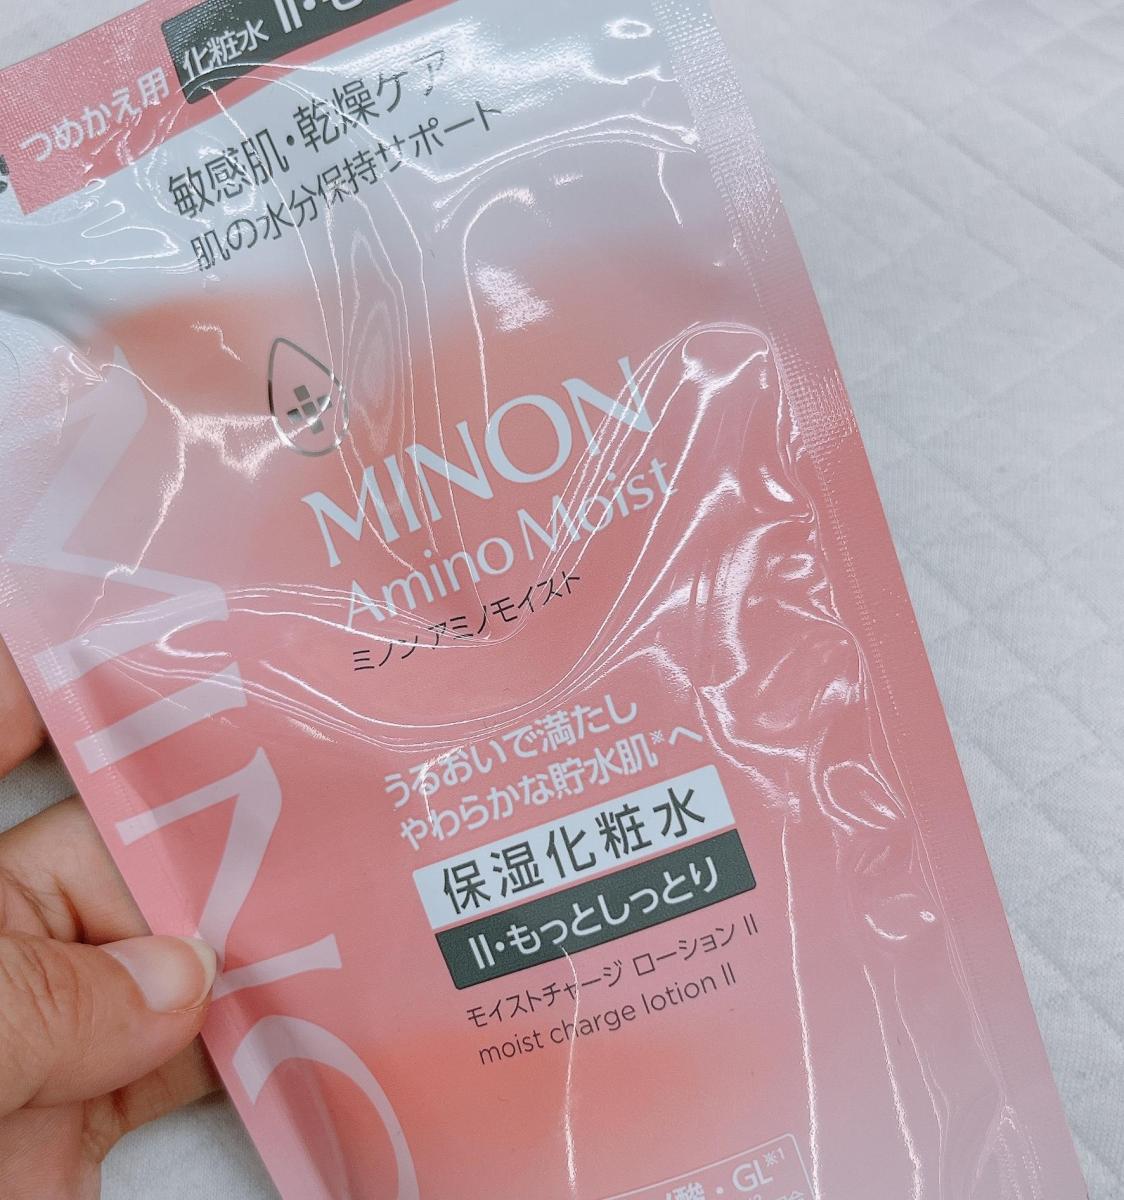 つめかえ用
化粧水
敏感肌・乾燥ケア
肌の水分保持サポート
MINON
Amino Moist
ミノン アミノモイスト
うるおいで満たし
やわらかな貯水肌※へ
保湿化粧水
II・もっとしっとり
モイストチャージ ローション II
moist charge lotion II
酸・GL※1
MINO